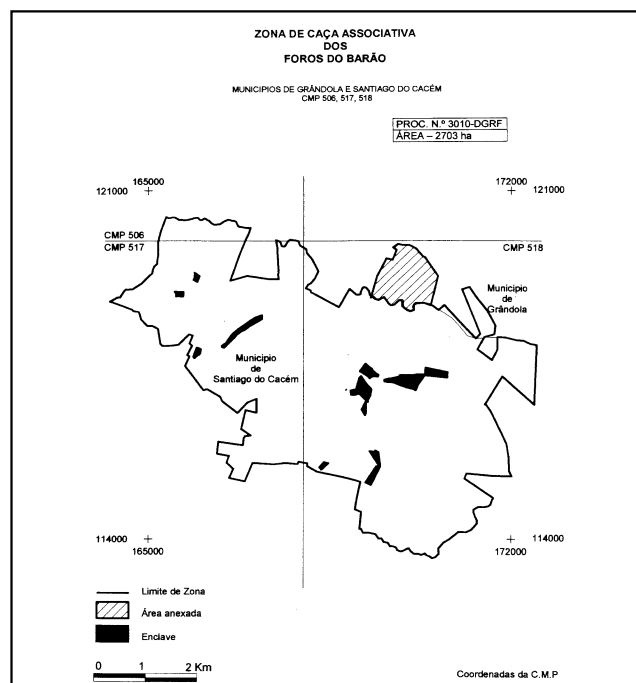 ZONA DE CAÇA ASSOCIATIVA
DOS
FOROS DO BARÃO
MUNICIPIOS DE GRÂNDOLA E SANTIAGO DO CACÉM
CMP 506, 517, 518
PROC. N.º 3010-DGRF
ÁREA – 2703 ha
165000
172000
121000
121000
CMP 506
CMP 517
CMP 518
Municipio
de
Grândola
Municipio
de
Santiago do Cacém
114000
165000
172000
114000
Limite de Zona
Área anexada
Enclave
0 1 2 Km
Coordenadas da C.M.P